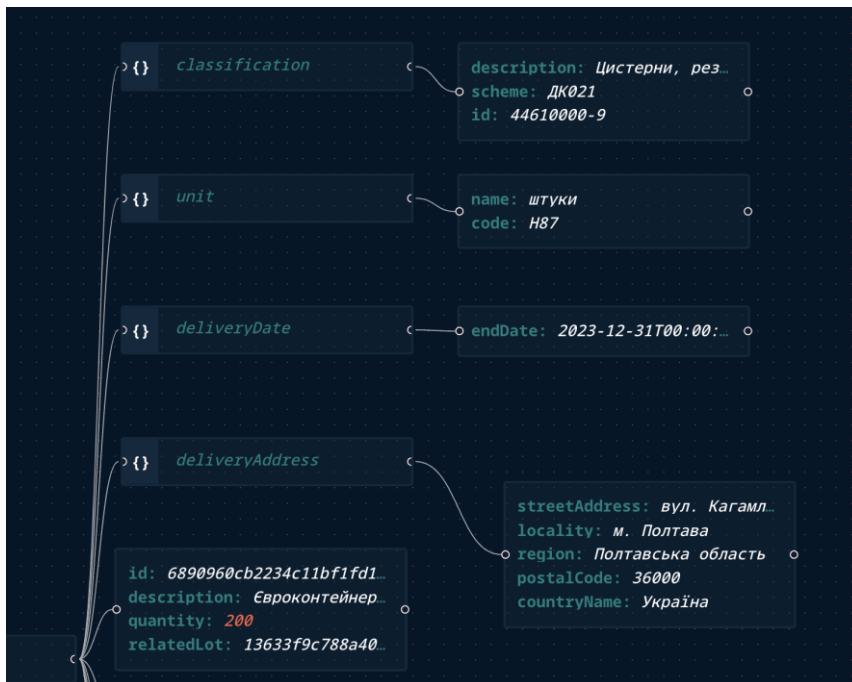 {} classification
description: Цистерни, рез…
scheme: ДК021
id: 44610000-9
{} unit
name: штуки
code: H87
{} deliveryDate
endDate: 2023-12-31T00:00:…
{} deliveryAddress
streetAddress: вул. Кагамл…
locality: м. Полтава
region: Полтавська область
postalCode: 36000
countryName: Україна
id: 6890960cb2234c11bf1fd1…
description: Євроконтейнер…
quantity: 200
relatedLot: 13633f9c788a40…